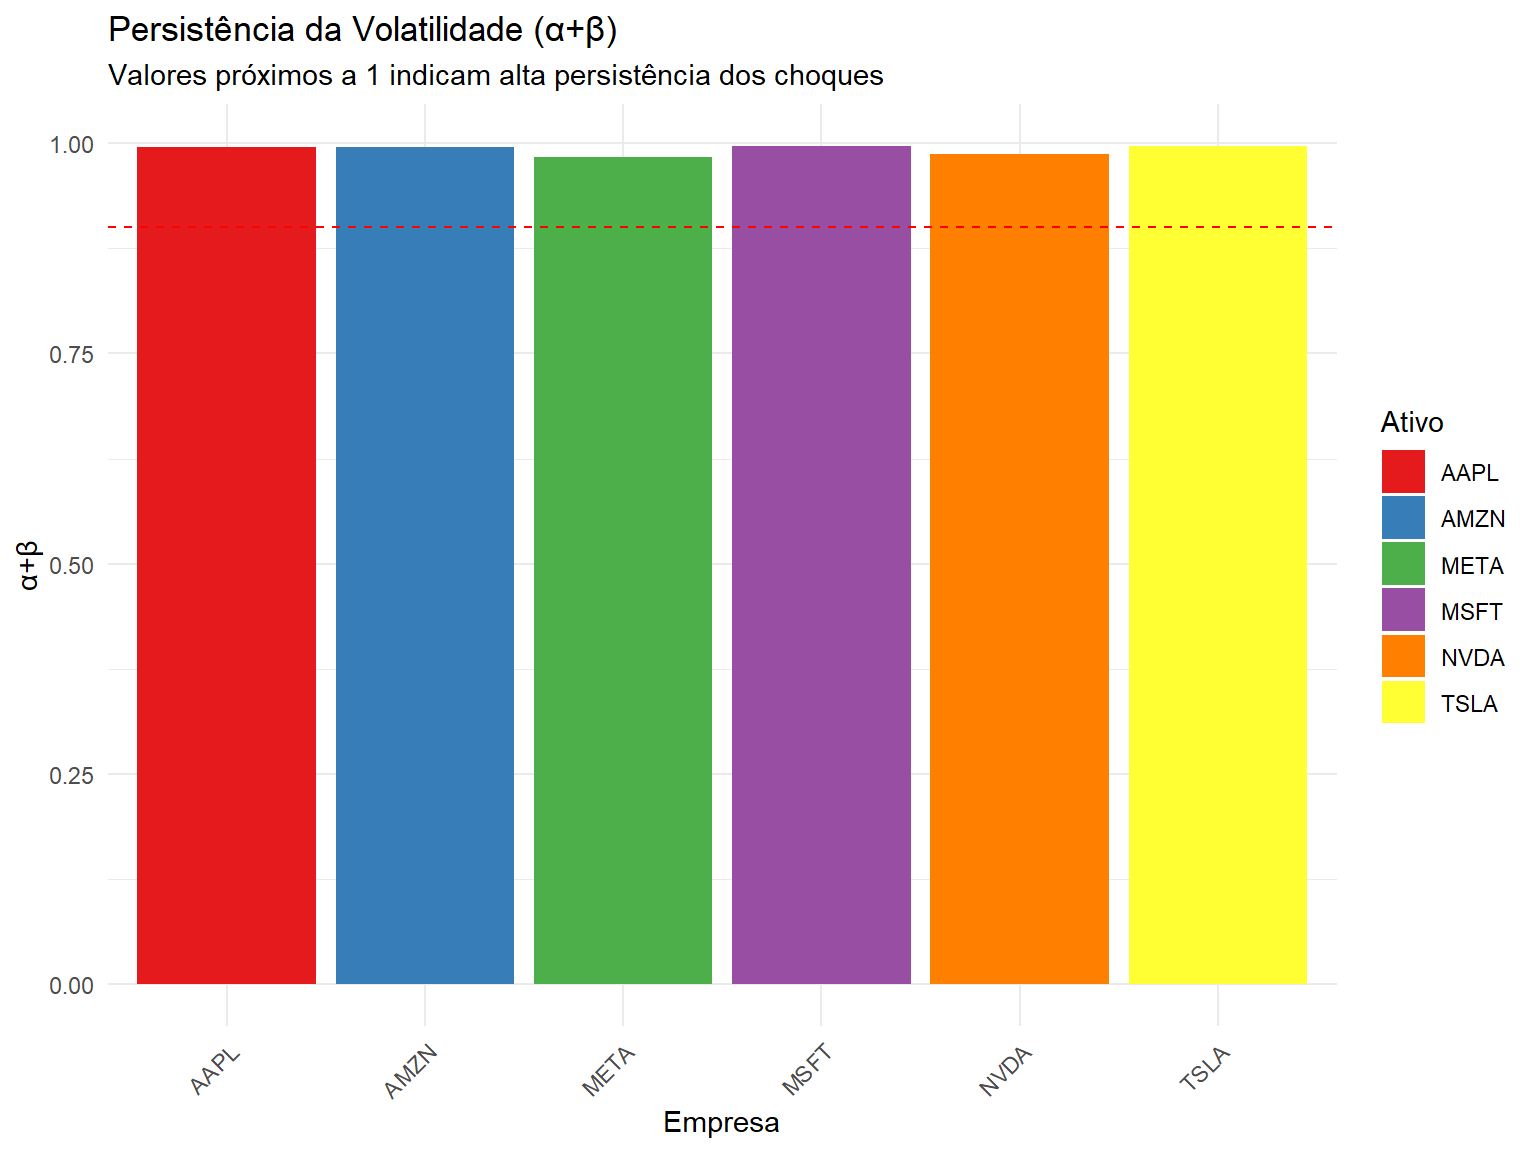 Persistência da Volatilidade (α+β)
Valores próximos a 1 indicam alta persistência dos choques
1.00
0.75
0.50
0.25
0.00
α+β
AAPL
AMZN
META
MSFT
NVDA
TSLA
Empresa
Ativo
AAPL
AMZN
META
MSFT
NVDA
TSLA